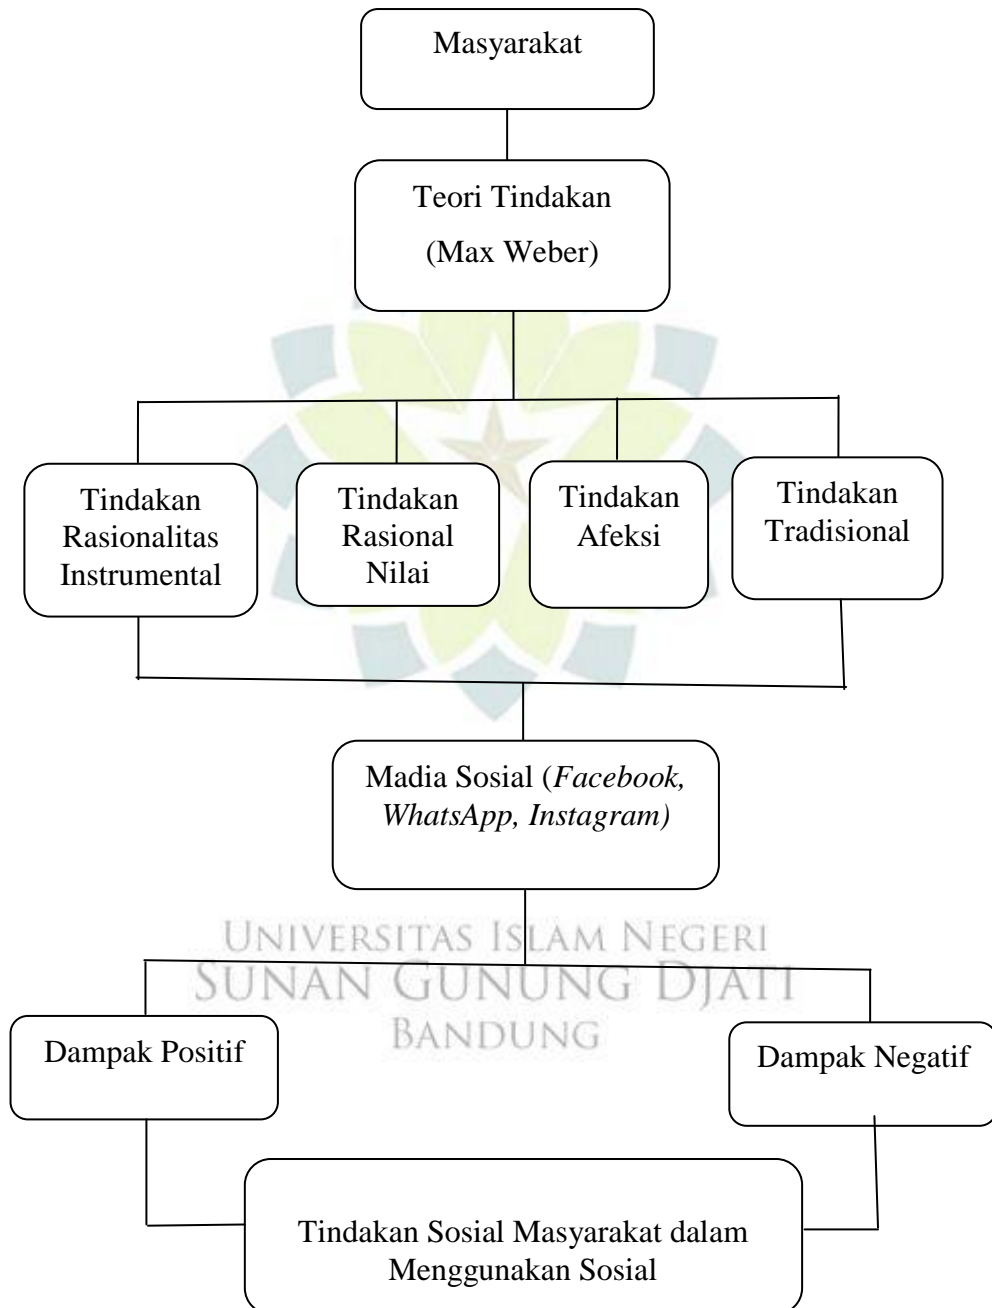 Masyarakat
Teori Tindakan
(Max Weber)
Tindakan
Rasionalitas
Instrumental
Tindakan
Rasional
Nilai
Tindakan
Afeksi
Tindakan
Tradisional
Madia Sosial (Facebook,
WhatsApp, Instagram)
UNIVERSITAS ISLAM NEGERI
SUNAN GUNUNG DJATI
BANDUNG
Dampak Positif
Dampak Negatif
Tindakan Sosial Masyarakat dalam
Menggunakan Sosial